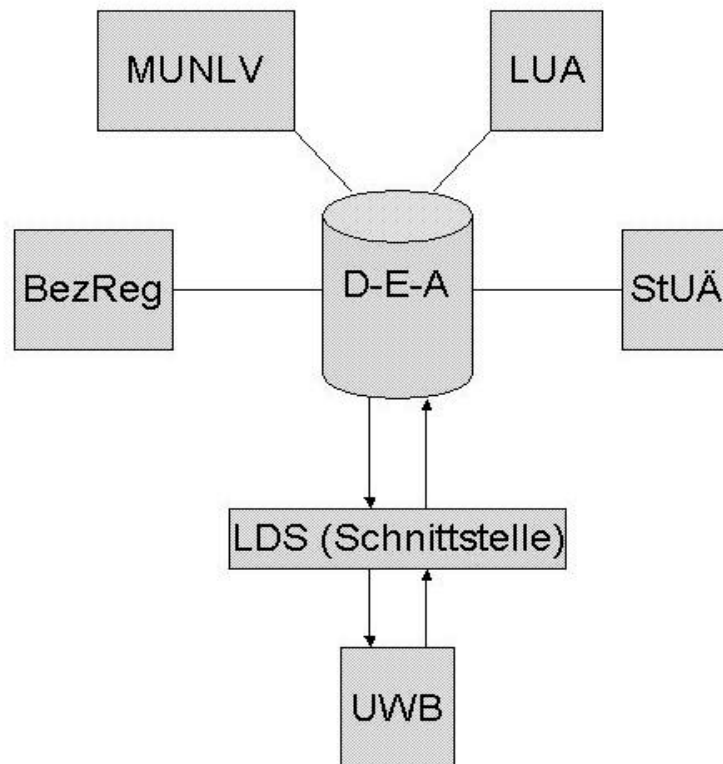 MUNLV
LUA
BezReg
D-E-A
StUÄ
LDS (Schnittstelle)
UWB